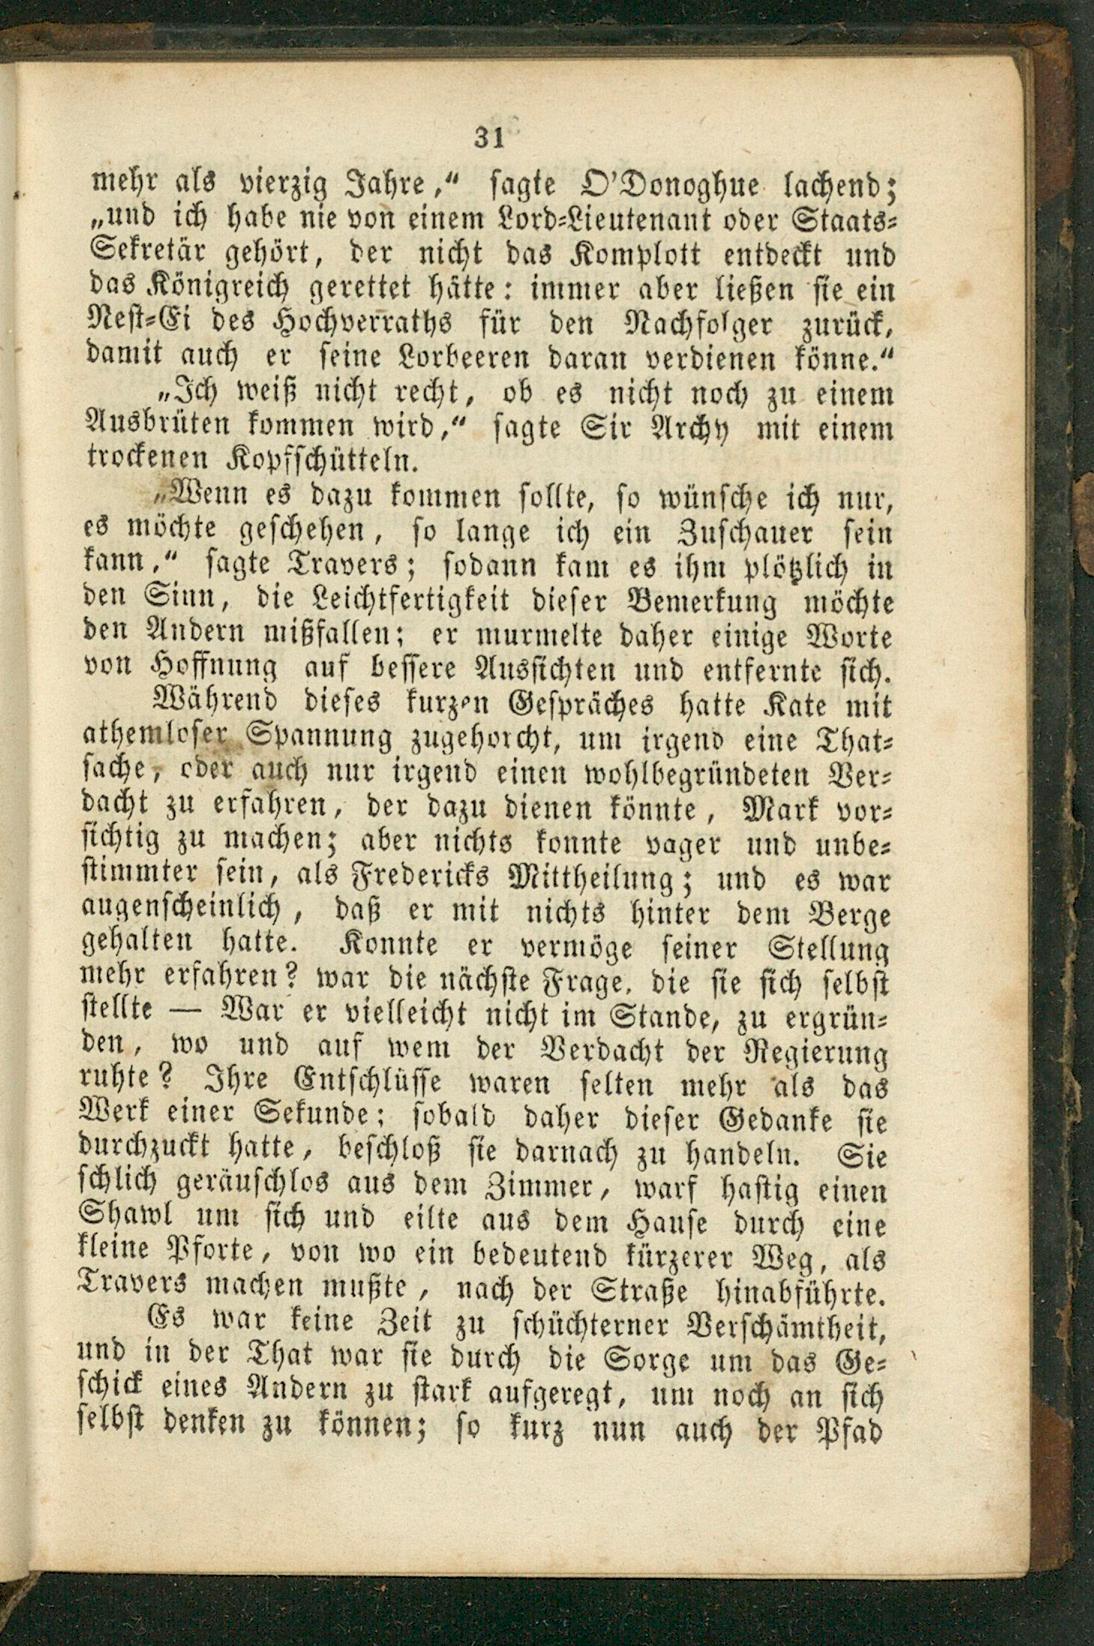 31
mehr als vierzig Jahre,“ sagte O'Donoghue lachend;
„und ich habe nie von einem Lord-Lieutenant oder Staats-
Sekretär gehört, der nicht das Komplott entdeckt und
das Königreich gerettet hätte: immer aber ließen sie ein
Nest-Ei des Hochverraths für den Nachfolger zurück,
damit auch er seine Lorbeeren daran verdienen könne.“
„Ich weiß nicht recht, ob es nicht noch zu einem
Ausbrüten kommen wird,“ sagte Sir Archy mit einem
trockenen Kopfschütteln.
„Wenn es dazu kommen sollte, so wünsche ich nur,
es möchte geschehen, so lange ich ein Zuschauer sein
kann,“ sagte Travers; sodann kam es ihm plötzlich in
den Sinn, die Leichtfertigkeit dieser Bemerkung möchte
den Andern mißfallen; er murmelte daher einige Worte
von Hoffnung auf bessere Aussichten und entfernte sich.
Während dieses kurzen Gespräches hatte Kate mit
athemloser Spannung zugehorcht, um irgend eine That-
sache, oder auch nur irgend einen wohlbegründeten Ver-
dacht zu erfahren, der dazu dienen könnte, Mark vor-
sichtig zu machen; aber nichts konnte vager und unbe-
stimmter sein, als Fredericks Mittheilung; und es war
augenscheinlich, daß er mit nichts hinter dem Berge
gehalten hatte. Konnte er vermöge seiner Stellung
mehr erfahren? war die nächste Frage, die sie sich selbst
stellte — War er vielleicht nicht im Stande, zu ergrün-
den, wo und auf wem der Verdacht der Regierung
ruhte? Ihre Entschlüsse waren selten mehr als das
Werk einer Sekunde; sobald daher dieser Gedanke sie
durchzuckt hatte, beschloß sie darnach zu handeln. Sie
schlich geräuschlos aus dem Zimmer, warf hastig einen
Shawl um sich und eilte aus dem Hause durch eine
kleine Pforte, von wo ein bedeutend kürzerer Weg, als
Travers machen mußte, nach der Straße hinabführte.
Es war keine Zeit zu schüchterner Verschämtheit,
und in der That war sie durch die Sorge um das Ge-
schick eines Andern zu stark aufgeregt, um noch an sich
selbst denken zu können; so kurz nun auch der Pfad